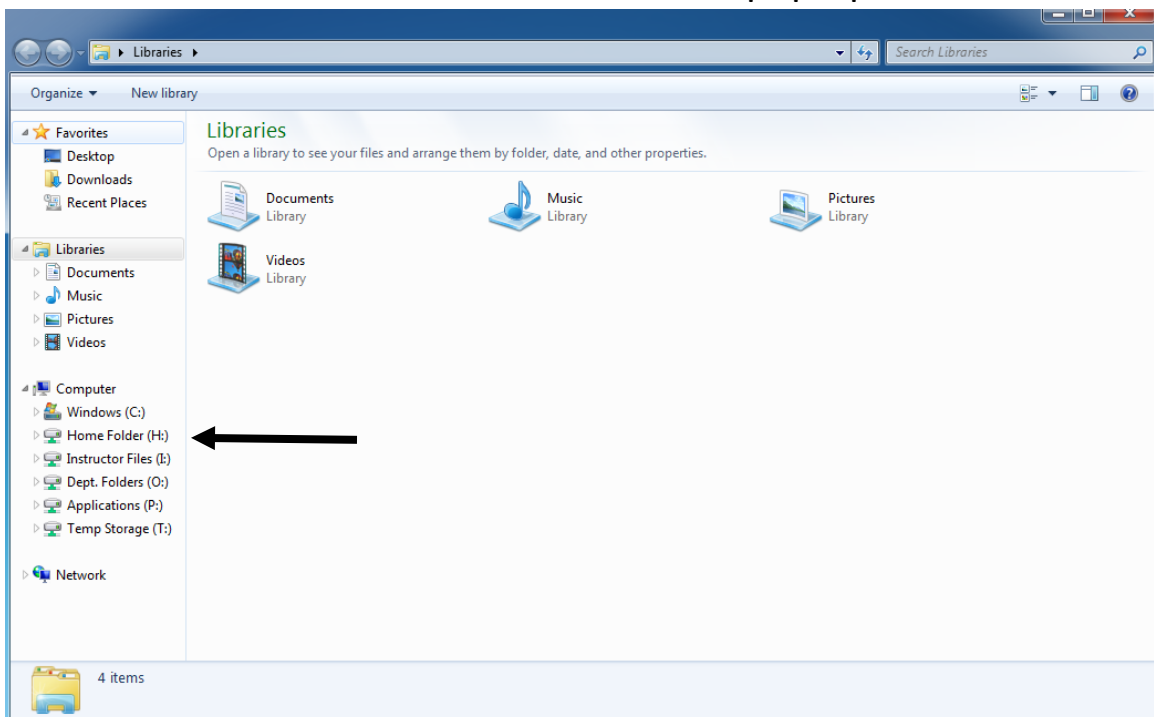 Libraries
Search Libraries
Organize
New library
Favorites
Desktop
Downloads
Recent Places
Libraries
Documents
Music
Pictures
Videos
Computer
Windows (C:)
Home Folder (H:)
Instructor Files (I:)
Dept. Folders (O:)
Applications (P:)
Temp Storage (T:)
Network
Libraries
Open a library to see your files and arrange them by folder, date, and other properties.
Documents
Library
Music
Library
Pictures
Library
Videos
Library
4 items